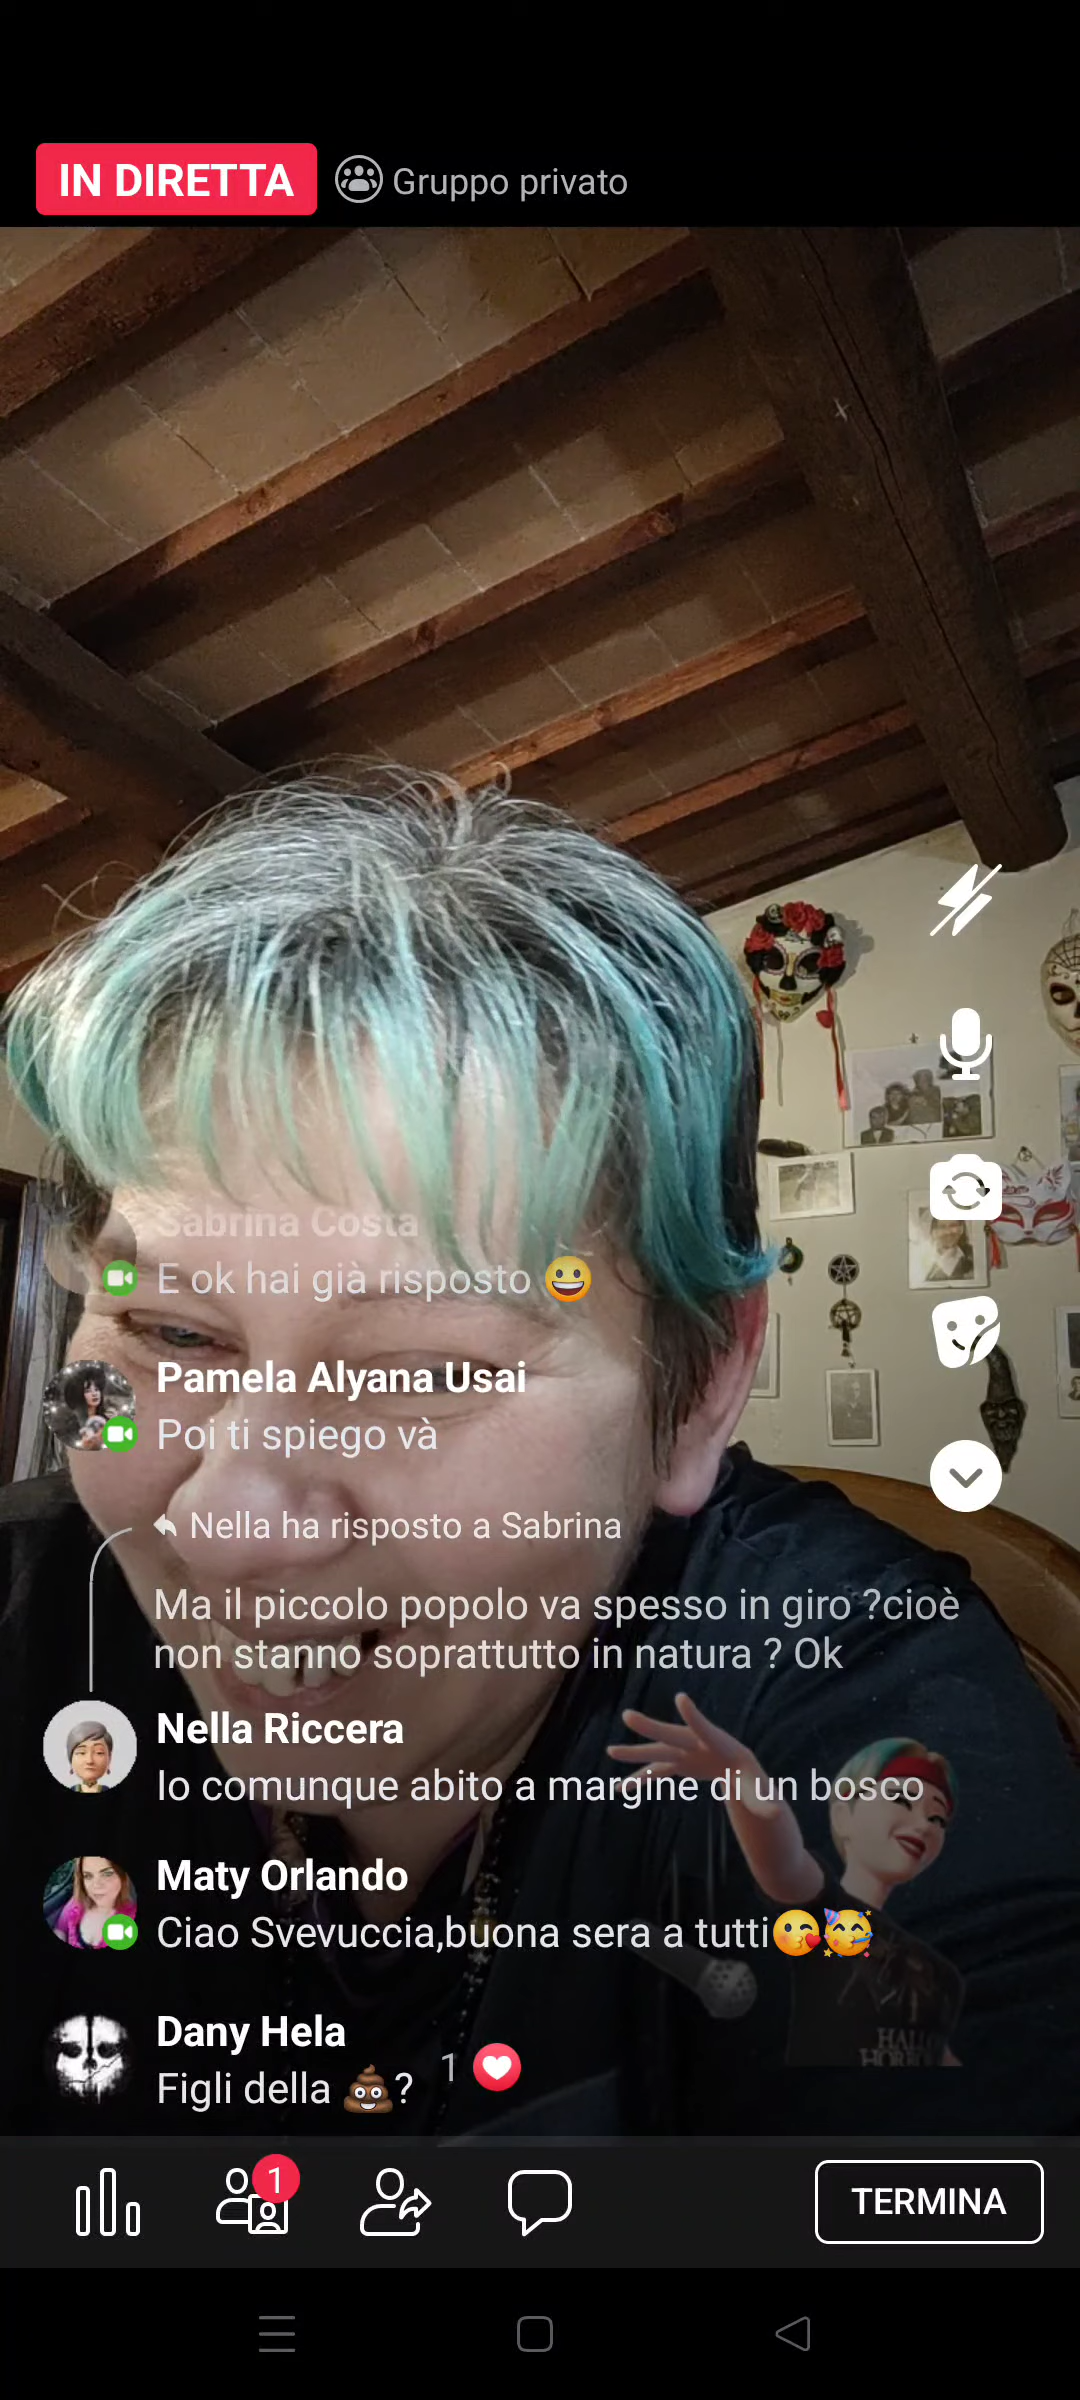 IN DIRETTA
Gruppo privato
Sabrina Costa
E ok hai già risposto 😀
Pamela Alyana Usai
Poi ti spiego và
Nella ha risposto a Sabrina
Ma il piccolo popolo va spesso in giro ?cioè
non stanno soprattutto in natura ? Ok
Nella Riccera
Io comunque abito a margine di un bosco
Maty Orlando
Ciao Svevuccia,buona sera a tutti😘🥳
Dany Hela
Figli della 💩?
1
1
TERMINA